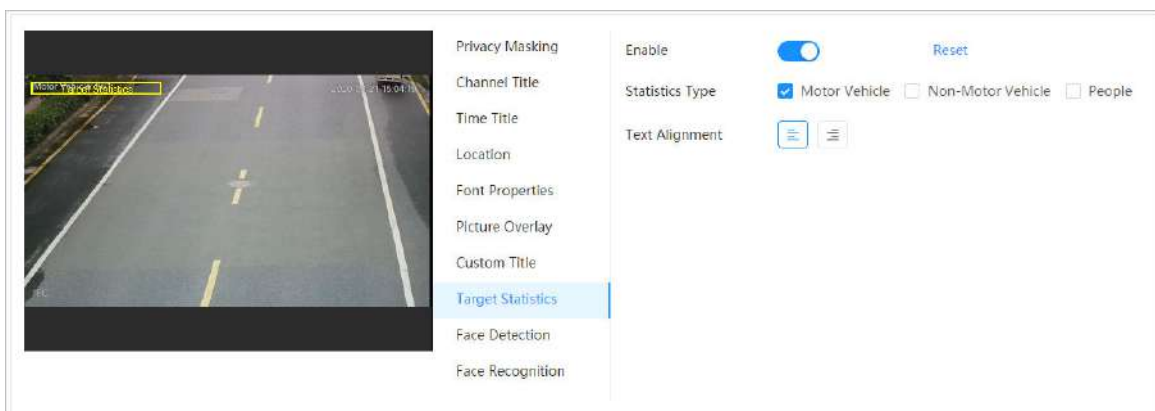 Privacy Masking
Channel Title
Time Title
Location
Font Properties
Picture Overlay
Custom Title
Target Statistics
Face Detection
Face Recognition
Enable
Reset
Statistics Type
Motor Vehicle
Non-Motor Vehicle
People
Text Alignment
Target Statistics